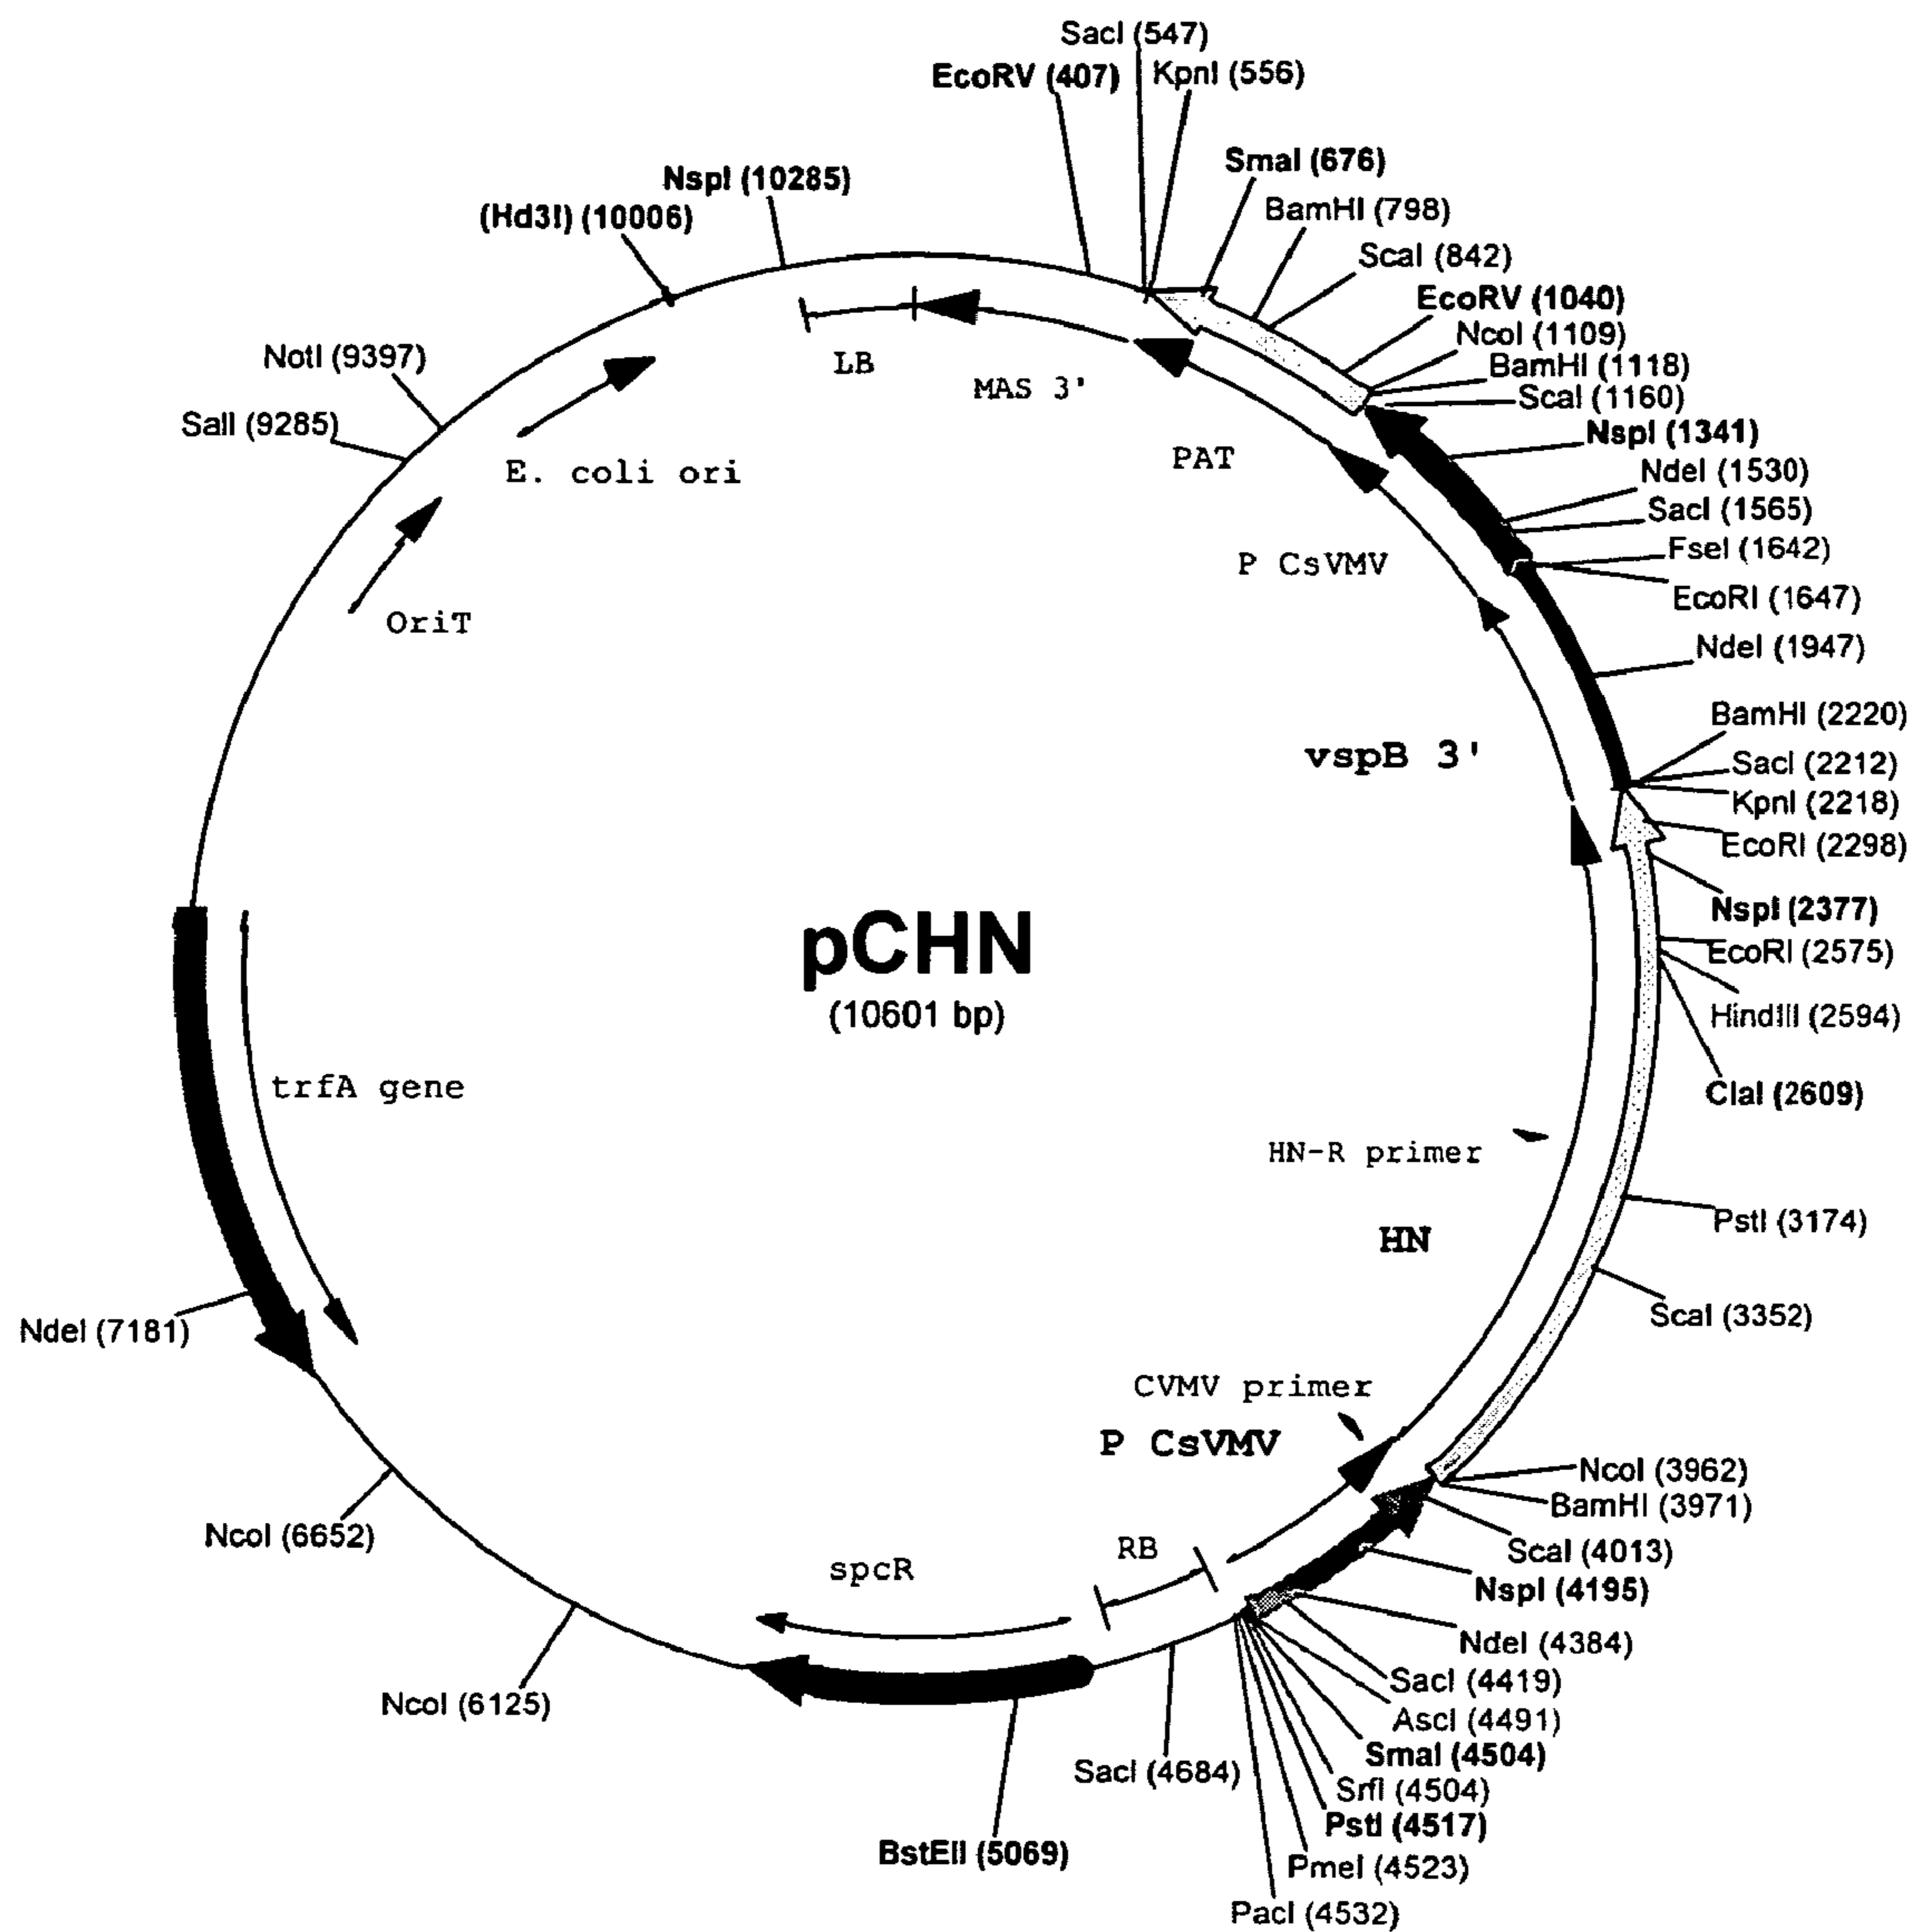 SacI (547)
EcoRV (407)
KpnI (556)
SmaI (676)
NspI (10285)
BamHI (798)
(Hd3I) (10006)
ScaI (842)
EcoRV (1040)
NcoI (1109)
NotI (9397)
LB
BamHI (1118)
MAS 3'
ScaI (1160)
SalI (9285)
NspI (1341)
PAT
E. coli ori
NdeI (1530)
SacI (1565)
FseI (1642)
P CsVMV
EcoRI (1647)
OriT
NdeI (1947)
BamHI (2220)
vspB 3'
SacI (2212)
KpnI (2218)
EcoRI (2298)
NspI (2377)
pCHN
EcoRI (2575)
(10601 bp)
HindIII (2594)
trfA gene
ClaI (2609)
HN-R primer
PstI (3174)
HN
ScaI (3352)
NdeI (7181)
CVMV primer
P CsVMV
NcoI (3962)
BamHI (3971)
NcoI (6652)
RB
ScaI (4013)
spcR
NspI (4195)
NdeI (4384)
SacI (4419)
NcoI (6125)
AscI (4491)
SmaI (4504)
SacI (4684)
SrfI (4504)
PstI (4517)
BstEII (5069)
PmeI (4523)
PacI (4532)